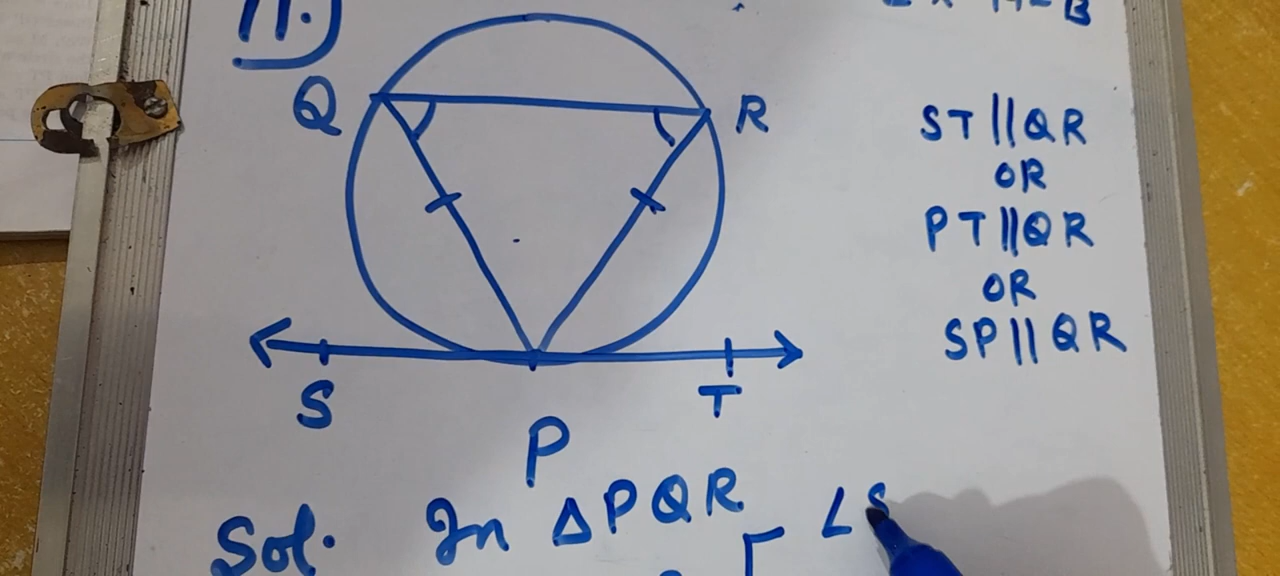 11.)
Q
R
ST||QR
OR
PT||QR
OR
SP||QR
S
T
P
Sol. In ΔPQR
∠S